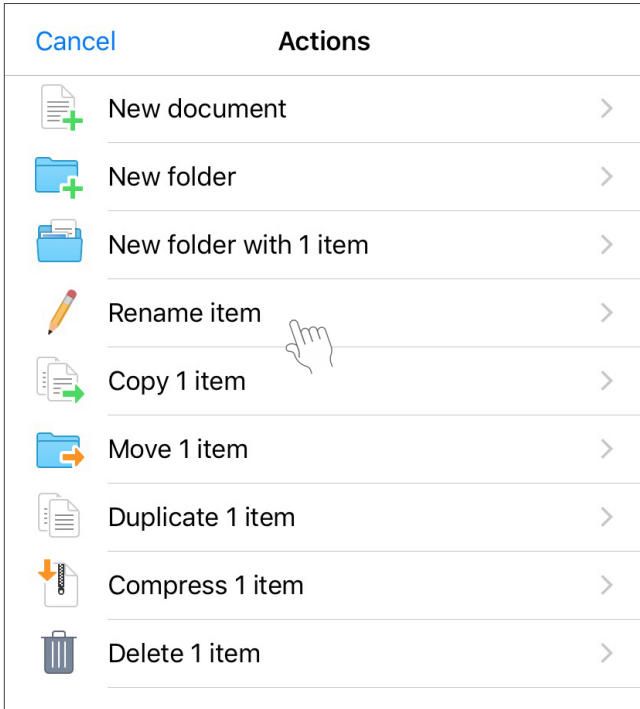 Cancel
Actions
New document
New folder
New folder with 1 item
Rename item
Copy 1 item
Move 1 item
Duplicate 1 item
Compress 1 item
Delete 1 item